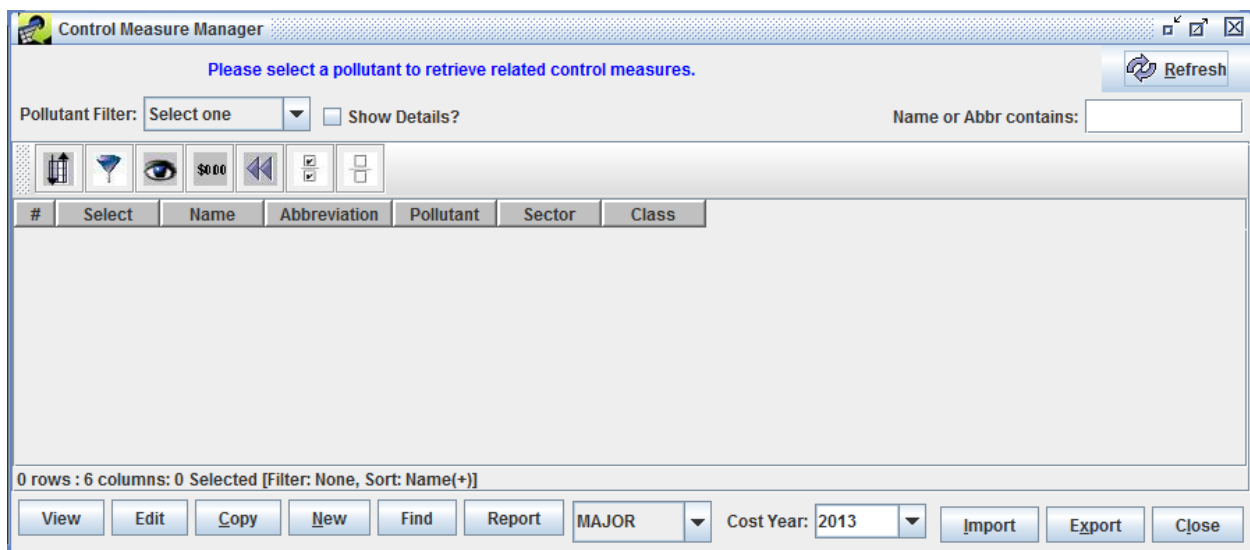 Control Measure Manager
Please select a pollutant to retrieve related control measures.
Refresh
Pollutant Filter: Select one Show Details? Name or Abbr contains:
$0.00
# Select Name Abbreviation Pollutant Sector Class
0 rows : 6 columns: 0 Selected [Filter: None, Sort: Name(+)]
View Edit Copy New Find Report MAJOR Cost Year: 2013 Import Export Close